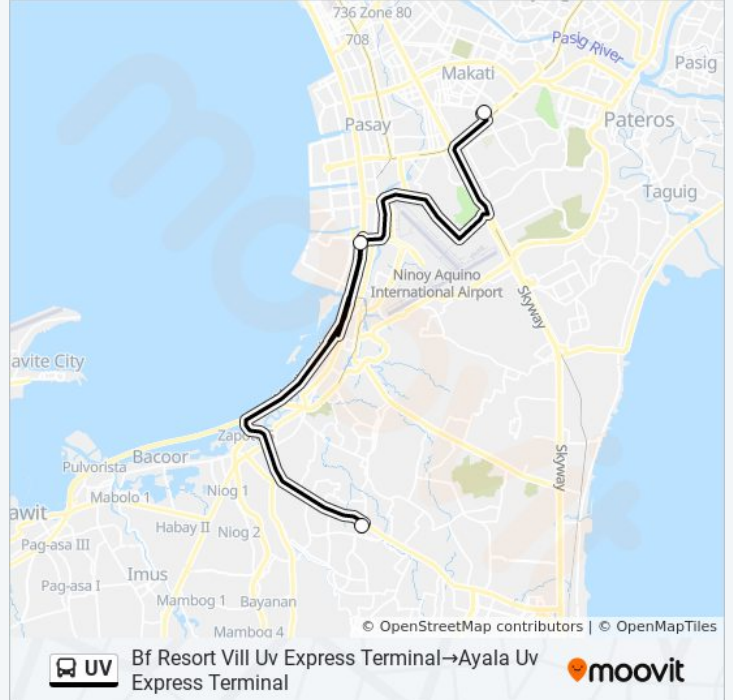 736 Zone 80
708
Pasig River
Makati
Pasig
Pasay
Pateros
Taguig
Ninoy Aquino
International Airport
Skyway
avite City
Zapo
Bacoor
Pulvorista
Skyway
Niog 1
Mabolo 1
awit
Habay II
Niog 2
Pag-asa III
Imus
Pag-asa I
Mambog 1
Bayanan
Mambog 4
© OpenStreetMap contributors | © OpenMapTiles
UV
Bf Resort Vill Uv Express Terminal→Ayala Uv
Express Terminal
moovit